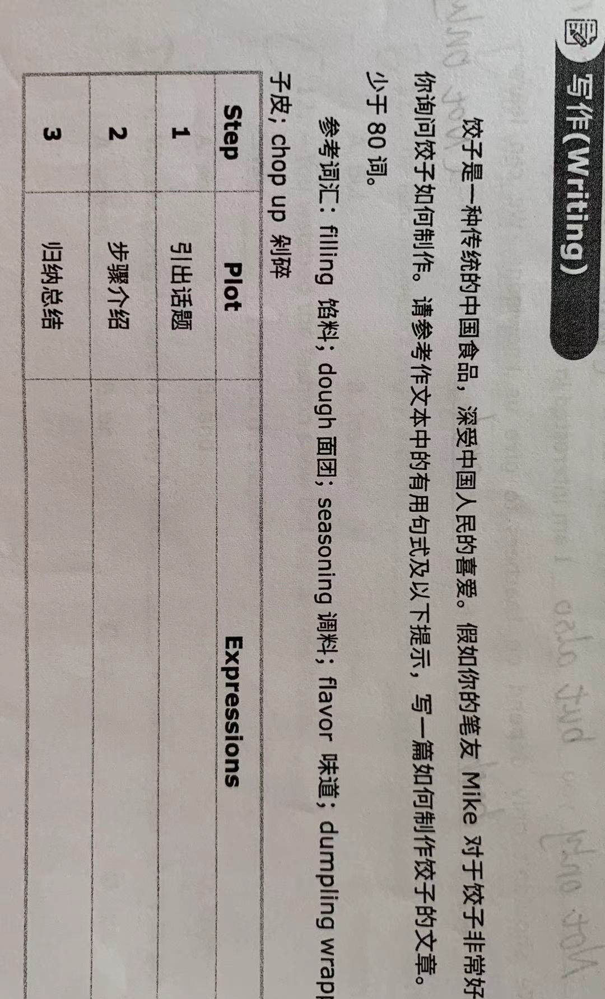 写作(Writing)
饺子是一种传统的中国食品，深受中国人民的喜爱。假如你的笔友 Mike 对于饺子非常好
你询问饺子如何制作。请参考作文本中的有用句式及以下提示，写一篇如何制作饺子的文章。
少于 80 词。
参考词汇：filling 馅料；dough 面团；seasoning 调料；flavor 味道；dumpling wrapp
子皮；chop up 剁碎
Step Plot Expressions
1 引出话题
2 步骤介绍
3 归纳总结